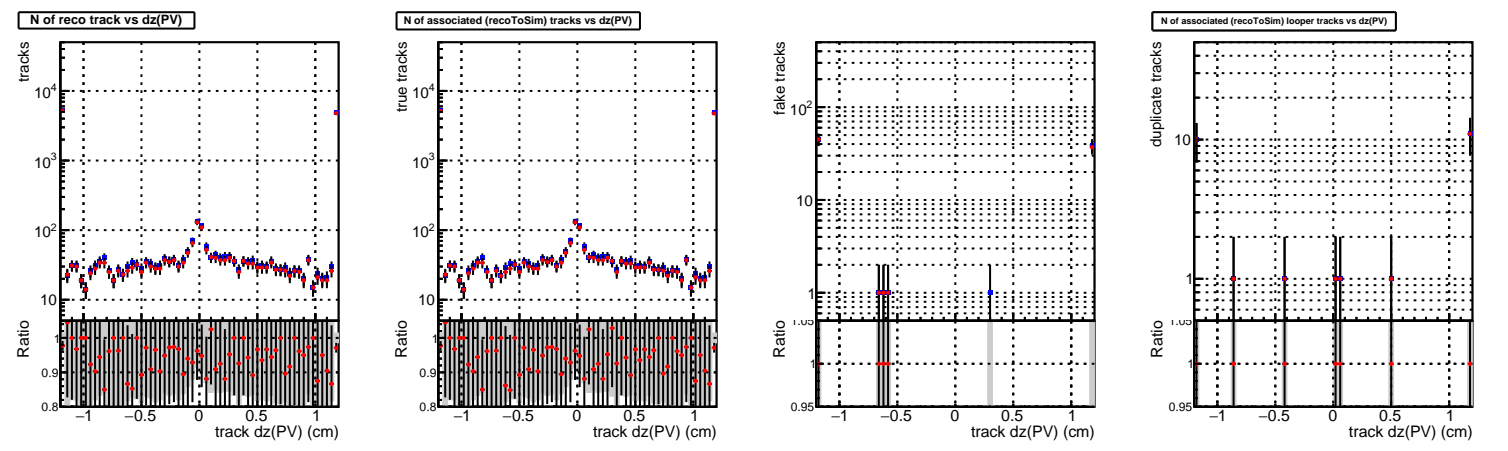 N of reco track vs dz(PV)
tracks
10^4
10^3
10^2
10
Ratio
1
0.9
0.8
−1 −0.5 0 0.5 1
track dz(PV) (cm)
N of associated (recoToSim) tracks vs dz(PV)
true tracks
10^4
10^3
10^2
10
Ratio
1
0.9
0.8
−1 −0.5 0 0.5 1
track dz(PV) (cm)
fake tracks
10^2
10
1
Ratio
1.05
1
0.95
−1 −0.5 0 0.5 1
track dz(PV) (cm)
N of associated (recoToSim) looper tracks vs dz(PV)
duplicate tracks
10
1
Ratio
1.05
1
0.95
−1 −0.5 0 0.5 1
track dz(PV) (cm)